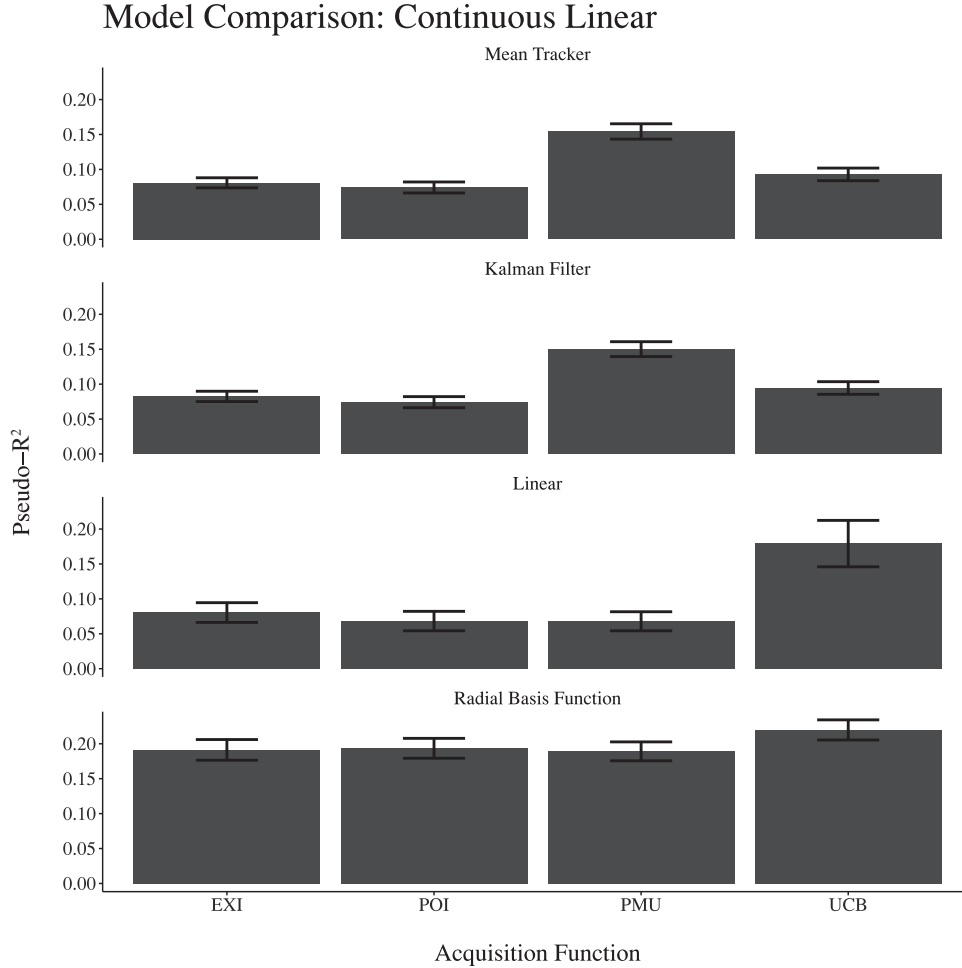 Model Comparison: Continuous Linear
Mean Tracker
0.20
0.15
0.10
0.05
0.00
Kalman Filter
0.20
0.15
0.10
0.05
0.00
Linear
0.20
0.15
0.10
0.05
0.00
Radial Basis Function
0.20
0.15
0.10
0.05
0.00
Pseudo−R²
EXI POI PMU UCB
Acquisition Function